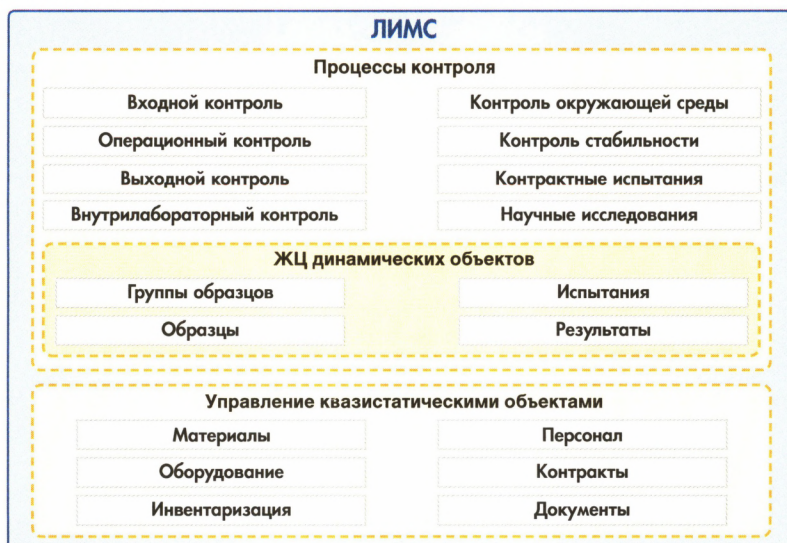 ЛИМС
Процессы контроля
Входной контроль
Контроль окружающей среды
Операционный контроль
Контроль стабильности
Выходной контроль
Контрактные испытания
Внутрилабораторный контроль
Научные исследования
ЖЦ динамических объектов
Группы образцов
Испытания
Образцы
Результаты
Управление квазистатическими объектами
Материалы
Персонал
Оборудование
Контракты
Инвентаризация
Документы